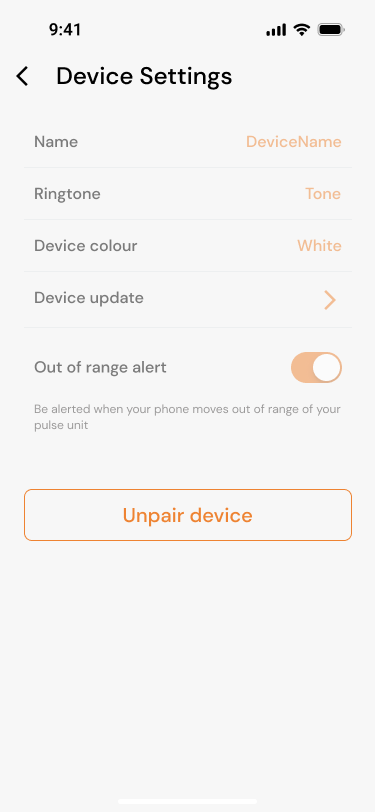 9:41
Device Settings
Name DeviceName
Ringtone Tone
Device colour White
Device update
Out of range alert
Be alerted when your phone moves out of range of your
pulse unit
Unpair device